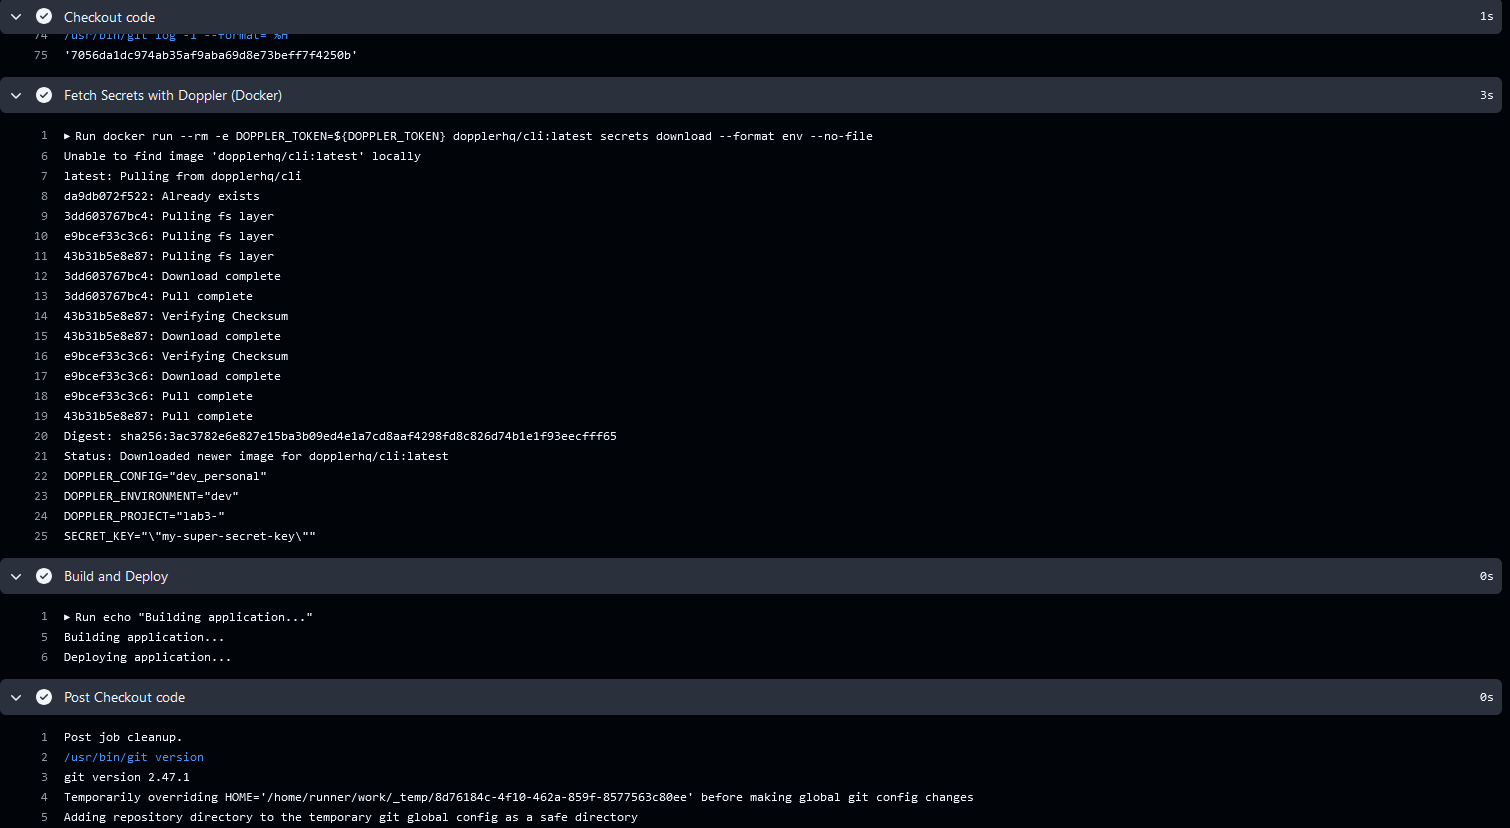 Checkout code 1s
74 /usr/bin/git log -1 --format='%H'
75 '7056da1dc974ab35af9aba69d8e73beff7f4250b'
Fetch Secrets with Doppler (Docker) 3s
1 ▶ Run docker run --rm -e DOPPLER_TOKEN=${DOPPLER_TOKEN} dopplerhq/cli:latest secrets download --format env --no-file
6 Unable to find image 'dopplerhq/cli:latest' locally
7 latest: Pulling from dopplerhq/cli
8 da9db072f522: Already exists
9 3dd603767bc4: Pulling fs layer
10 e9bcef33c3c6: Pulling fs layer
11 43b31b5e8e87: Pulling fs layer
12 3dd603767bc4: Download complete
13 3dd603767bc4: Pull complete
14 43b31b5e8e87: Verifying Checksum
15 43b31b5e8e87: Download complete
16 e9bcef33c3c6: Verifying Checksum
17 e9bcef33c3c6: Download complete
18 e9bcef33c3c6: Pull complete
19 43b31b5e8e87: Pull complete
20 Digest: sha256:3ac3782e6e827e15ba3b09ed4e1a7cd8aaf4298fd8c826d74b1e1f93eecfff65
21 Status: Downloaded newer image for dopplerhq/cli:latest
22 DOPPLER_CONFIG="dev_personal"
23 DOPPLER_ENVIRONMENT="dev"
24 DOPPLER_PROJECT="lab3-"
25 SECRET_KEY="\"my-super-secret-key\""
Build and Deploy 0s
1 ▶ Run echo "Building application..."
5 Building application...
6 Deploying application...
Post Checkout code 0s
1 Post job cleanup.
2 /usr/bin/git version
3 git version 2.47.1
4 Temporarily overriding HOME='/home/runner/work/_temp/8d76184c-4f10-462a-859f-8577563c80ee' before making global git config changes
5 Adding repository directory to the temporary git global config as a safe directory